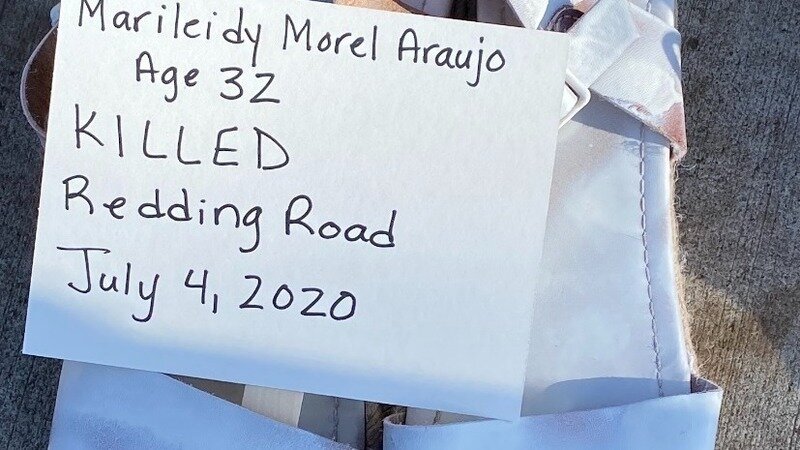 Marileidy Morel Araujo
Age 32
KILLED
Redding Road
July 4, 2020